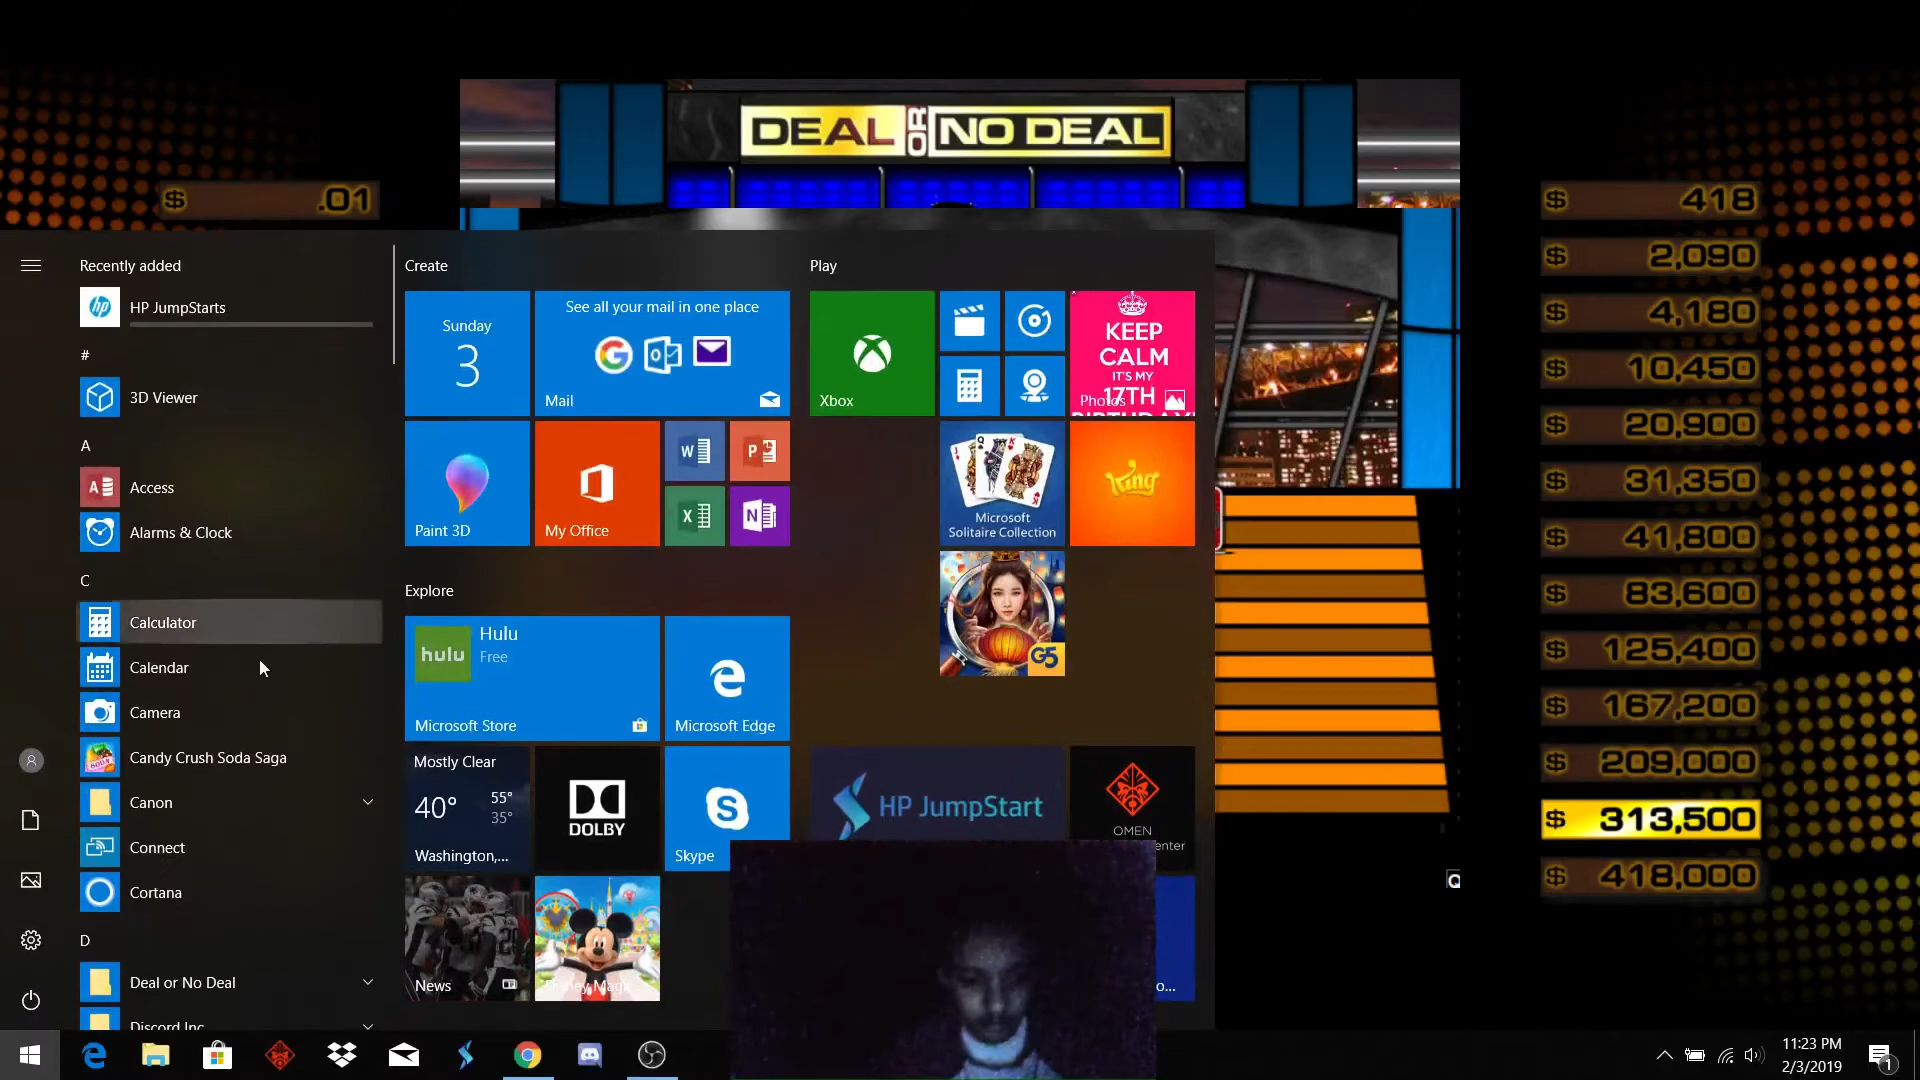 DEAL OR NO DEAL
$ .01
$ 418
$ 2,090
$ 4,180
$ 10,450
$ 20,900
$ 31,350
$ 41,800
$ 83,600
$ 125,400
$ 167,200
$ 209,000
$ 313,500
$ 418,000
Recently added
HP JumpStarts
#
3D Viewer
A
Access
Alarms & Clock
C
Calculator
Calendar
Camera
Candy Crush Soda Saga
Canon
Connect
Cortana
D
Deal or No Deal
Discord Inc
Create
Sunday
3
See all your mail in one place
Mail
Paint 3D
My Office
Explore
hulu
Hulu
Free
Microsoft Store
Microsoft Edge
Mostly Clear
40°
55°
35°
Washington,...
DOLBY
Skype
News
Play
Xbox
KEEP
CALM
IT'S MY
17TH
Photos
Microsoft
Solitaire Collection
King
G5
HP JumpStart
OMEN
o...
Q
11:23 PM
2/3/2019
1